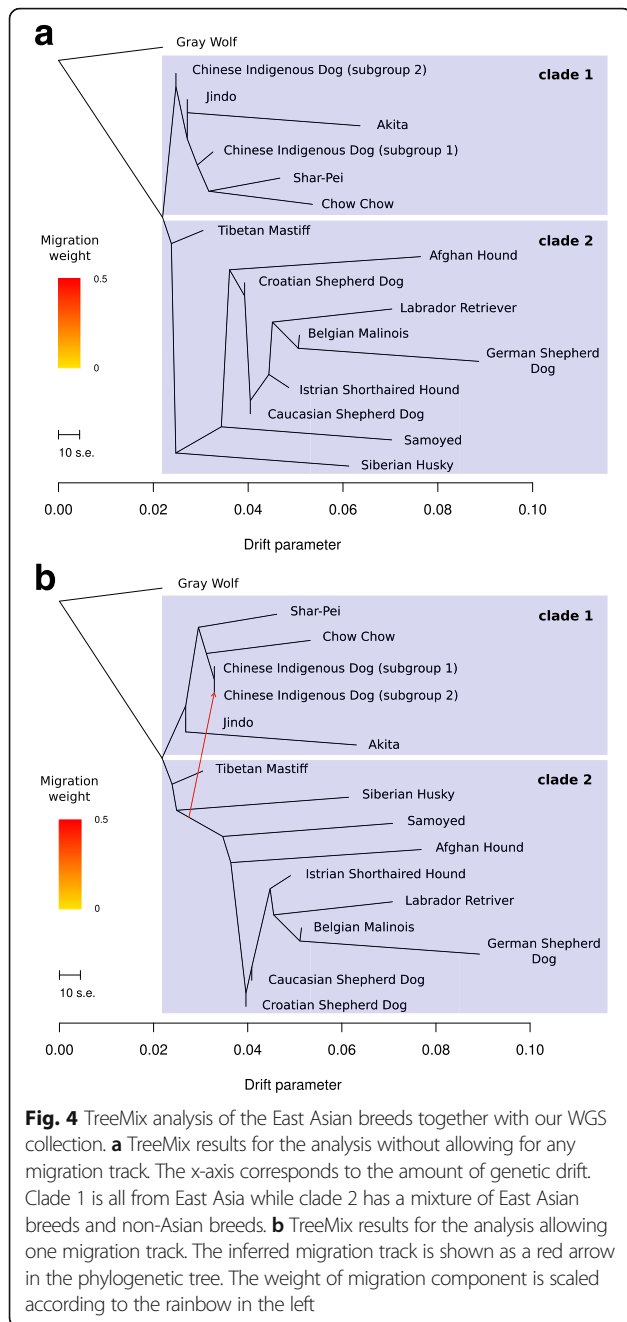 a
Gray Wolf
clade 1
Chinese Indigenous Dog (subgroup 2)
Jindo
Akita
Chinese Indigenous Dog (subgroup 1)
Shar-Pei
Chow Chow
clade 2
Tibetan Mastiff
Afghan Hound
Croatian Shepherd Dog
Labrador Retriever
Belgian Malinois
German Shepherd
Dog
Istrian Shorthaired Hound
Caucasian Shepherd Dog
Samoyed
Siberian Husky
Migration
weight
0.5
0
10 s.e.
0.00 0.02 0.04 0.06 0.08 0.10
Drift parameter
b
Gray Wolf
clade 1
Shar-Pei
Chow Chow
Chinese Indigenous Dog (subgroup 1)
Chinese Indigenous Dog (subgroup 2)
Jindo
Akita
clade 2
Tibetan Mastiff
Siberian Husky
Samoyed
Afghan Hound
Istrian Shorthaired Hound
Labrador Retriver
Belgian Malinois
German Shepherd
Dog
Caucasian Shepherd Dog
Croatian Shepherd Dog
Migration
weight
0.5
0
10 s.e.
0.00 0.02 0.04 0.06 0.08 0.10
Drift parameter
Fig. 4 TreeMix analysis of the East Asian breeds together with our WGS
collection. a TreeMix results for the analysis without allowing for any
migration track. The x-axis corresponds to the amount of genetic drift.
Clade 1 is all from East Asia while clade 2 has a mixture of East Asian
breeds and non-Asian breeds. b TreeMix results for the analysis allowing
one migration track. The inferred migration track is shown as a red arrow
in the phylogenetic tree. The weight of migration component is scaled
according to the rainbow in the left